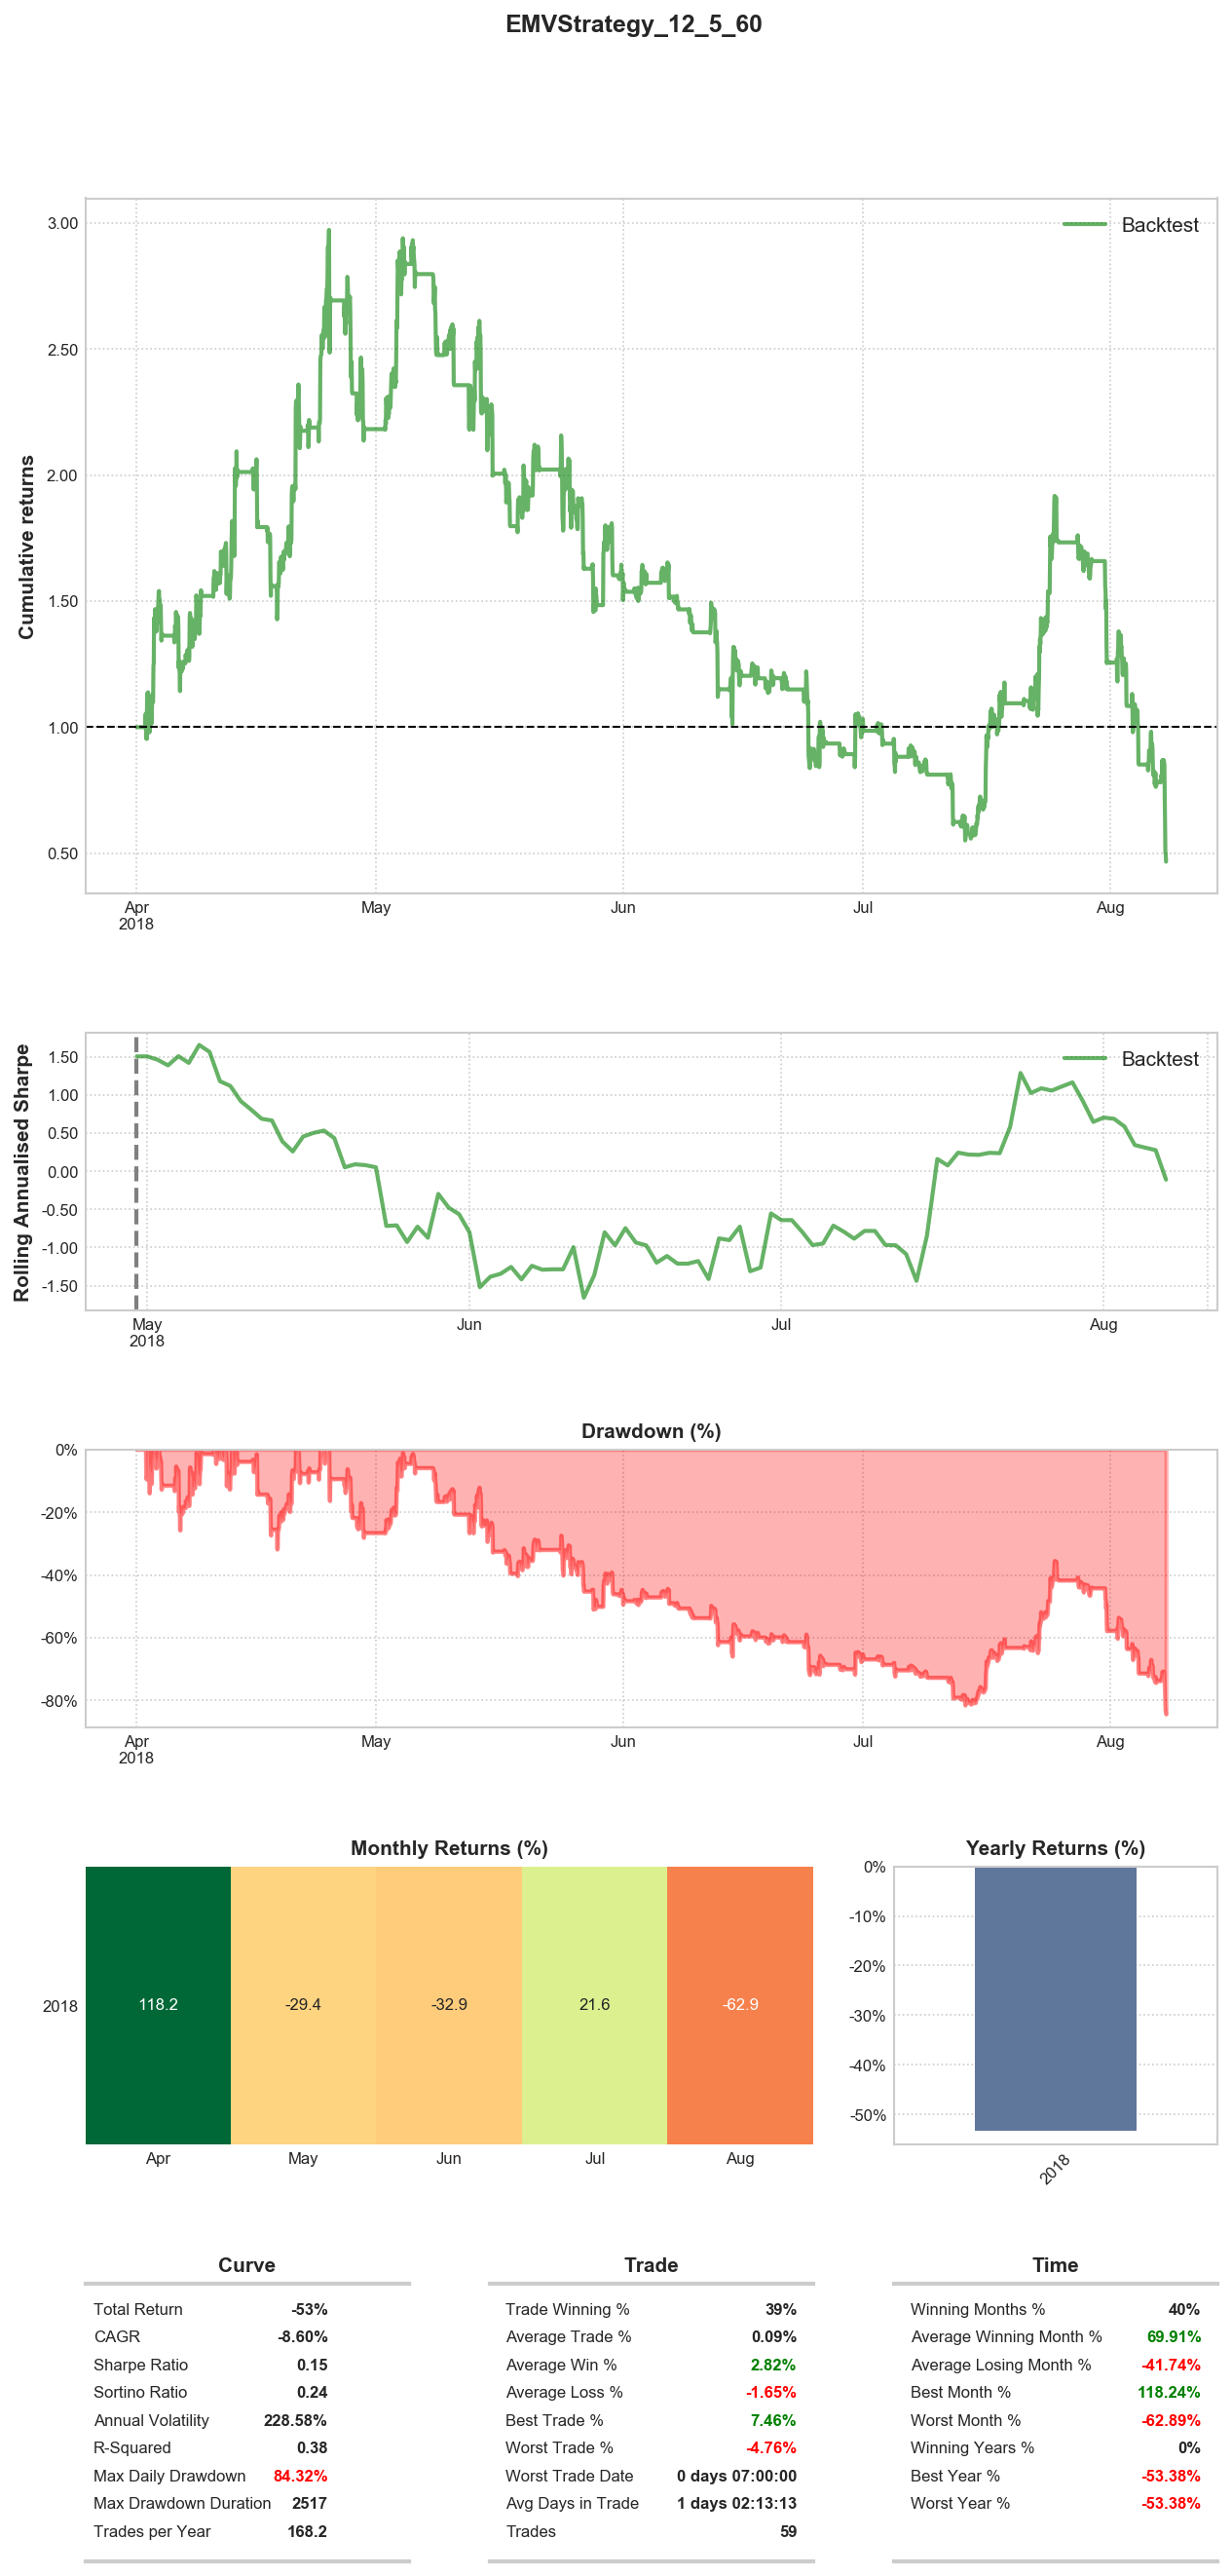 EMVStrategy_12_5_60
Cumulative returns
3.00
2.50
2.00
1.50
1.00
0.50
Backtest
Apr May Jun Jul Aug
2018
Rolling Annualised Sharpe
1.50
1.00
0.50
0.00
-0.50
-1.00
-1.50
Backtest
May Jun Jul Aug
2018
Drawdown (%)
0%
-20%
-40%
-60%
-80%
Apr May Jun Jul Aug
2018
Monthly Returns (%)
2018 118.2 -29.4 -32.9 21.6 -62.9
Apr May Jun Jul Aug
Yearly Returns (%)
0%
-10%
-20%
-30%
-40%
-50%
2018
Curve
Total Return -53%
CAGR -8.60%
Sharpe Ratio 0.15
Sortino Ratio 0.24
Annual Volatility 228.58%
R-Squared 0.38
Max Daily Drawdown 84.32%
Max Drawdown Duration 2517
Trades per Year 168.2
Trade
Trade Winning % 39%
Average Trade % 0.09%
Average Win % 2.82%
Average Loss % -1.65%
Best Trade % 7.46%
Worst Trade % -4.76%
Worst Trade Date 0 days 07:00:00
Avg Days in Trade 1 days 02:13:13
Trades 59
Time
Winning Months % 40%
Average Winning Month % 69.91%
Average Losing Month % -41.74%
Best Month % 118.24%
Worst Month % -62.89%
Winning Years % 0%
Best Year % -53.38%
Worst Year % -53.38%